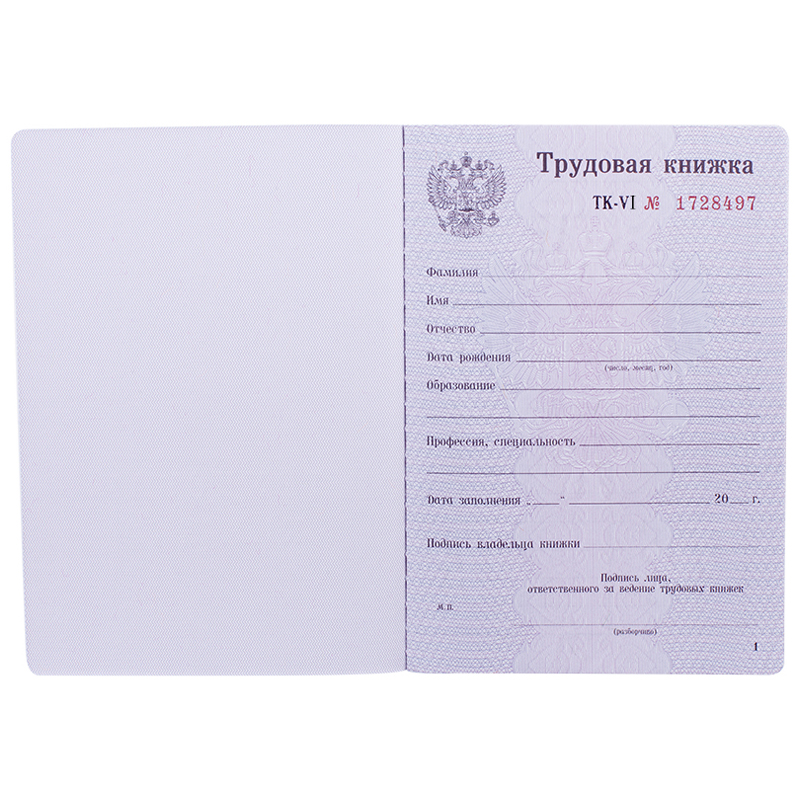 Трудовая книжка
ТК-VI № 1728497
Фамилия
Имя
Отчество
Дата рождения
(число, месяц, год)
Образование
Профессия, специальность
Дата заполнения „ “ 20 г.
Подпись владельца книжки
Подпись лица,
ответственного за ведение трудовых книжек
М.П.
(разборчиво)
1